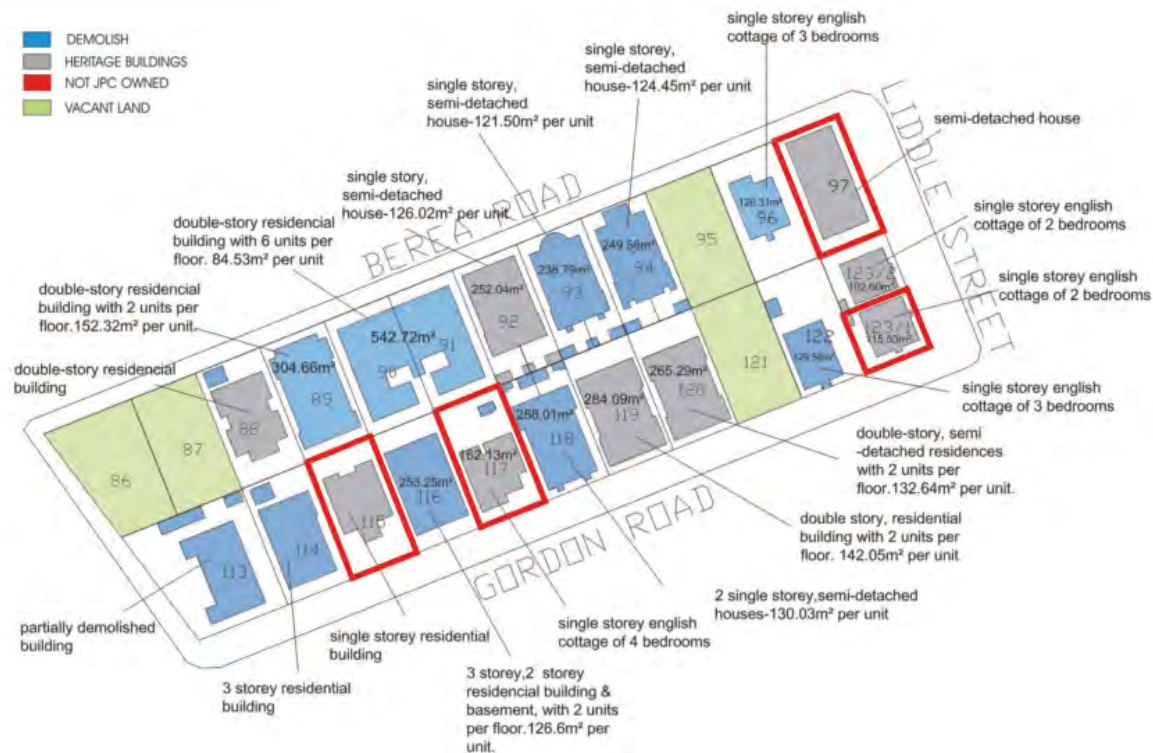 DEMOLISH
HERITAGE BUILDINGS
NOT JPC OWNED
VACANT LAND
single storey english
cottage of 3 bedrooms
single storey,
semi-detached
house-124.45m² per unit
single storey,
semi-detached
house-121.50m² per unit
single story,
semi-detached
house-126.02m² per unit
double-story residencial
building with 6 units per
floor. 84.53m² per unit
double-story residencial
building with 2 units per
floor.152.32m² per unit.
double-story residencial
building
semi-detached house
single storey english
cottage of 2 bedrooms
single storey english
cottage of 2 bedrooms
single storey english
cottage of 3 bedrooms
double-story, semi
-detached residences
with 2 units per
floor.132.64m² per unit.
double story, residential
building with 2 units per
floor. 142.05m² per unit
2 single storey,semi-detached
houses-130.03m² per unit
single storey english
cottage of 4 bedrooms
3 storey,2 storey
residencial building &
basement, with 2 units
per floor.126.6m² per
unit.
single storey residential
building
3 storey residential
building
partially demolished
building
BEREA ROAD
LIDDLE STREET
GORDON ROAD
86
87
88
304.66m²
89
542.72m²
90
91
252.04m²
92
93
249.56m²
94
95
96
97
123/2
123/1
122
121
265.29m²
120
284.09m²
119
258.01m²
118
162.13m²
117
116
115
114
113